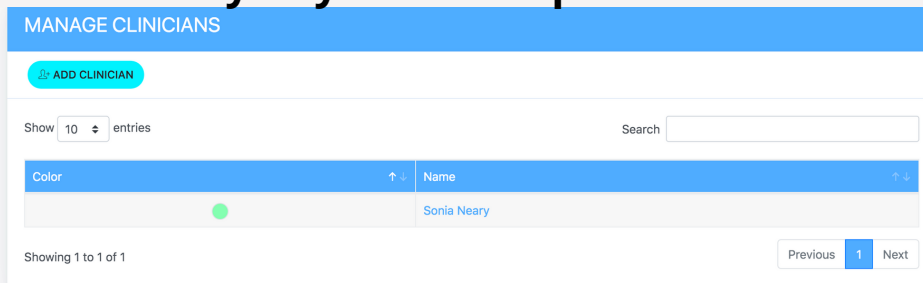 MANAGE CLINICIANS
ADD CLINICIAN
Show 10 entries Search
Color Name
Sonia Neary
Showing 1 to 1 of 1 Previous 1 Next